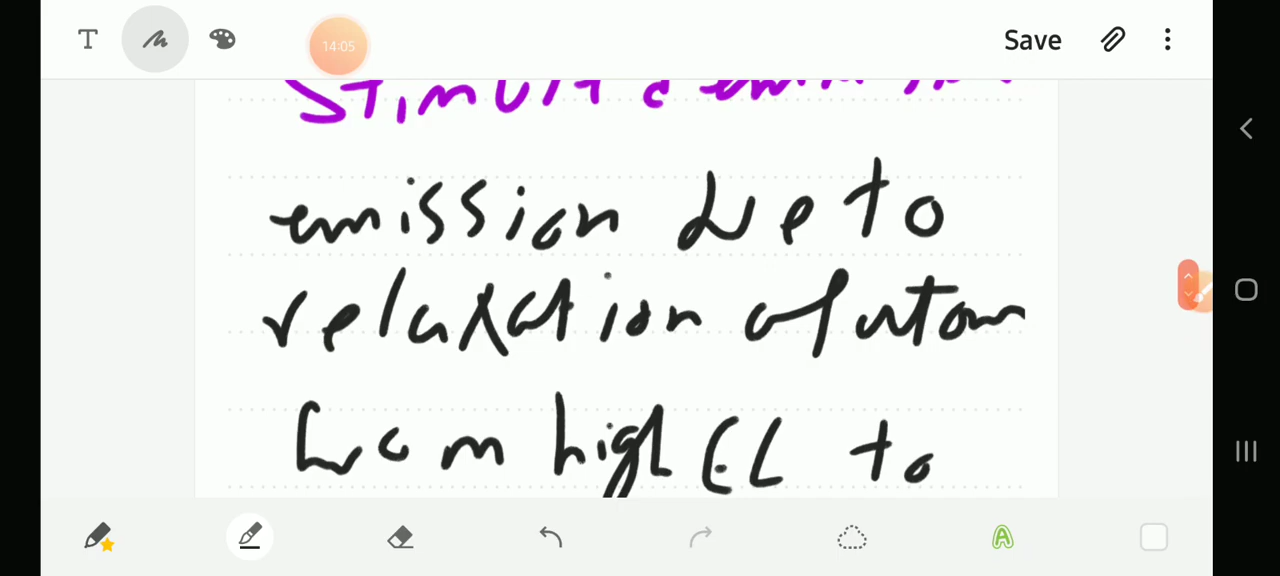 T 14:05 Save
emission due to
relaxation of atom
from high EL to
A